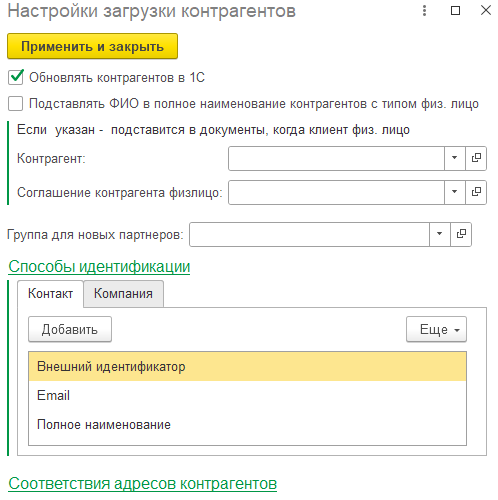 Настройки загрузки контрагентов
Применить и закрыть
Обновлять контрагентов в 1С
Подставлять ФИО в полное наименование контрагентов с типом физ. лицо
Если указан - подставится в документы, когда клиент физ. лицо
Контрагент:
Соглашение контрагента физлицо:
Группа для новых партнеров:
Способы идентификации
Контакт Компания
Добавить Еще
Внешний идентификатор
Email
Полное наименование
Соответствия адресов контрагентов